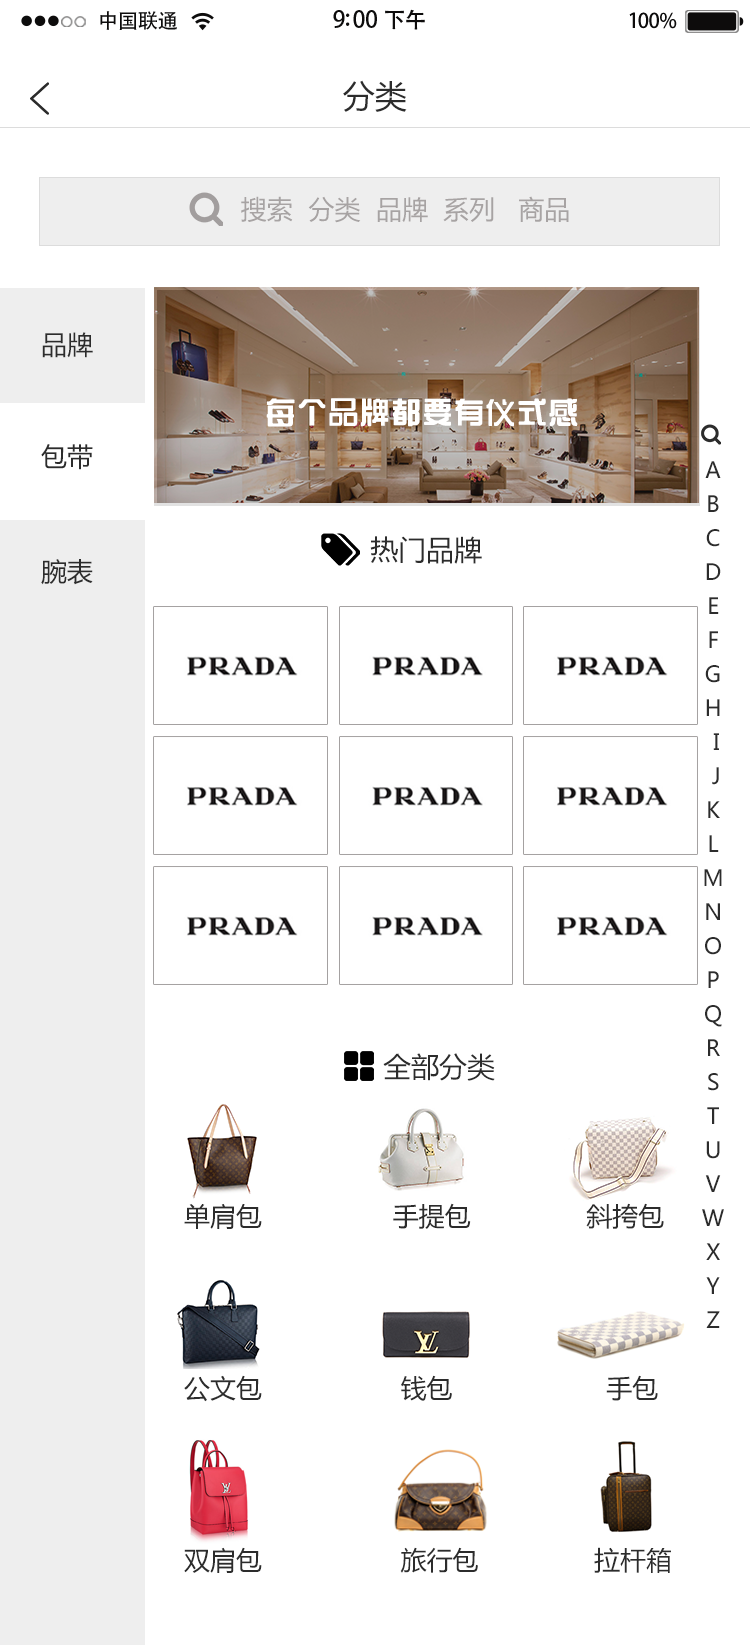 中国联通 9:00 下午 100%
分类
搜索 分类 品牌 系列 商品
品牌
包带
腕表
每个品牌都要有仪式感
热门品牌
PRADA PRADA PRADA
PRADA PRADA PRADA
PRADA PRADA PRADA
全部分类
单肩包 手提包 斜挎包
公文包 钱包 手包
LV
双肩包 旅行包 拉杆箱
A
B
C
D
E
F
G
H
I
J
K
L
M
N
O
P
Q
R
S
T
U
V
W
X
Y
Z